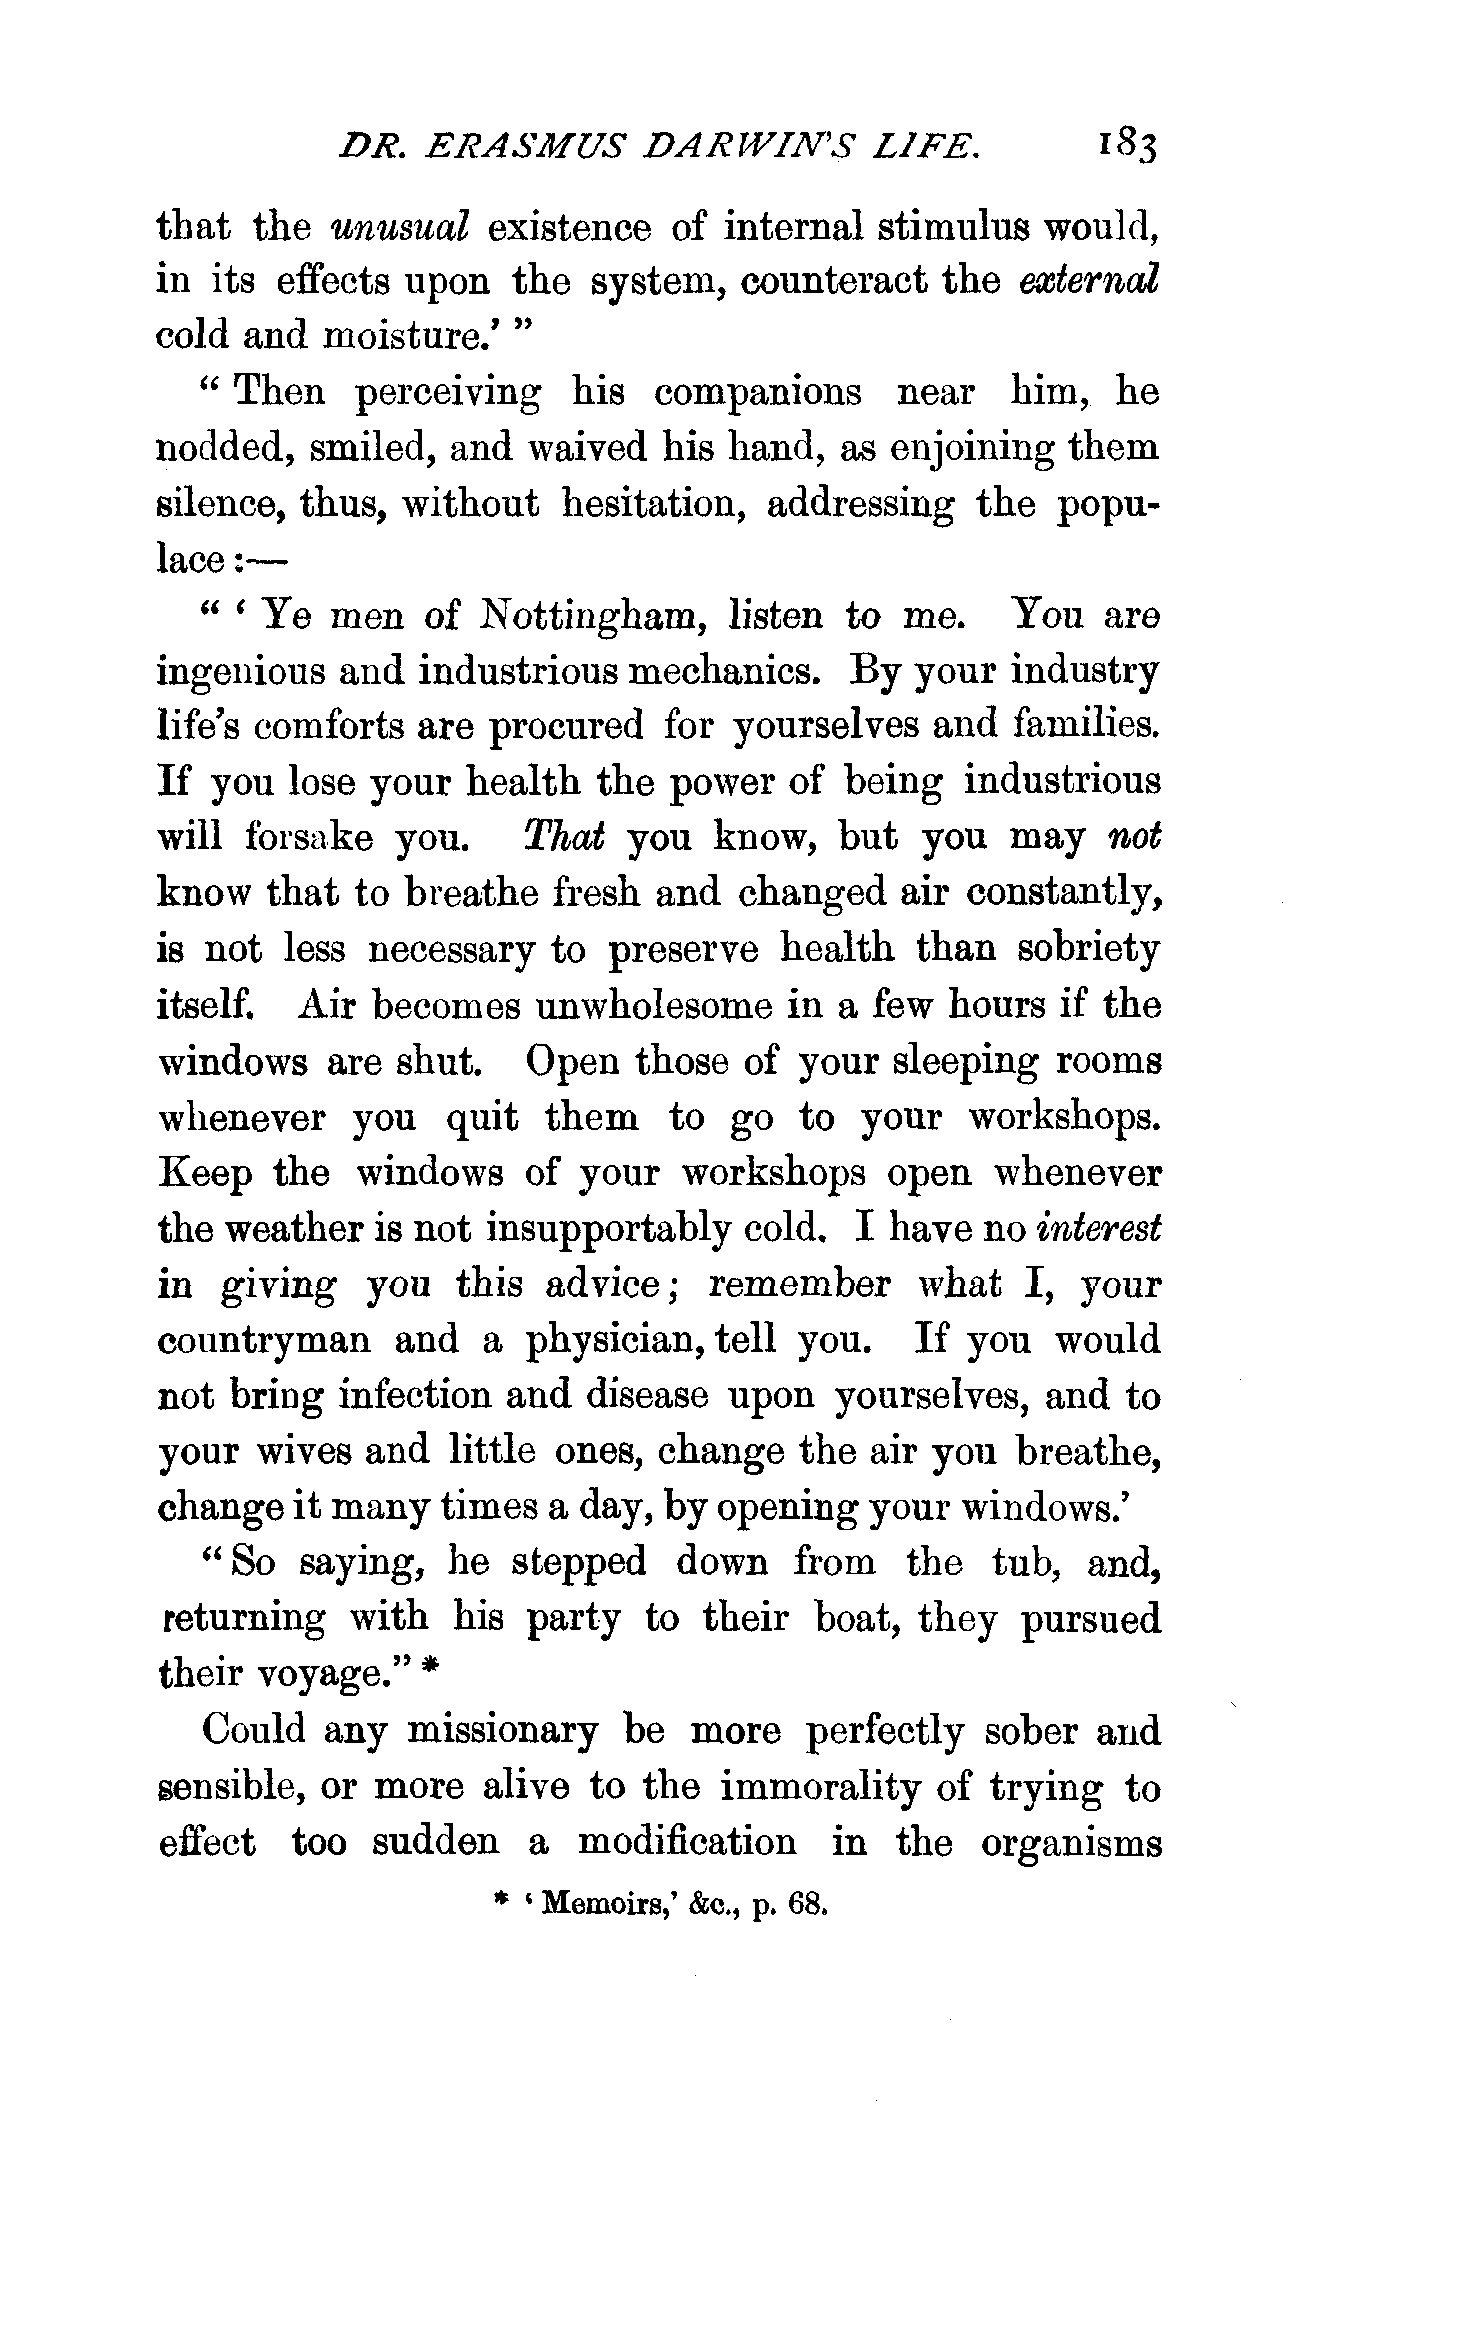 DR. ERASMUS DARWIN'S LIFE. 183
that the unusual existence of internal stimulus would,
in its effects upon the system, counteract the external
cold and moisture.' "
" Then perceiving his companions near him, he
nodded, smiled, and waived his hand, as enjoining them
silence, thus, without hesitation, addressing the popu-
lace :—
" ' Ye men of Nottingham, listen to me. You are
ingenious and industrious mechanics. By your industry
life's comforts are procured for yourselves and families.
If you lose your health the power of being industrious
will forsake you. That you know, but you may not
know that to breathe fresh and changed air constantly,
is not less necessary to preserve health than sobriety
itself. Air becomes unwholesome in a few hours if the
windows are shut. Open those of your sleeping rooms
whenever you quit them to go to your workshops.
Keep the windows of your workshops open whenever
the weather is not insupportably cold. I have no interest
in giving you this advice; remember what I, your
countryman and a physician, tell you. If you would
not bring infection and disease upon yourselves, and to
your wives and little ones, change the air you breathe,
change it many times a day, by opening your windows.'
" So saying, he stepped down from the tub, and,
returning with his party to their boat, they pursued
their voyage." *
Could any missionary be more perfectly sober and
sensible, or more alive to the immorality of trying to
effect too sudden a modification in the organisms
* ' Memoirs,' &c., p. 68.